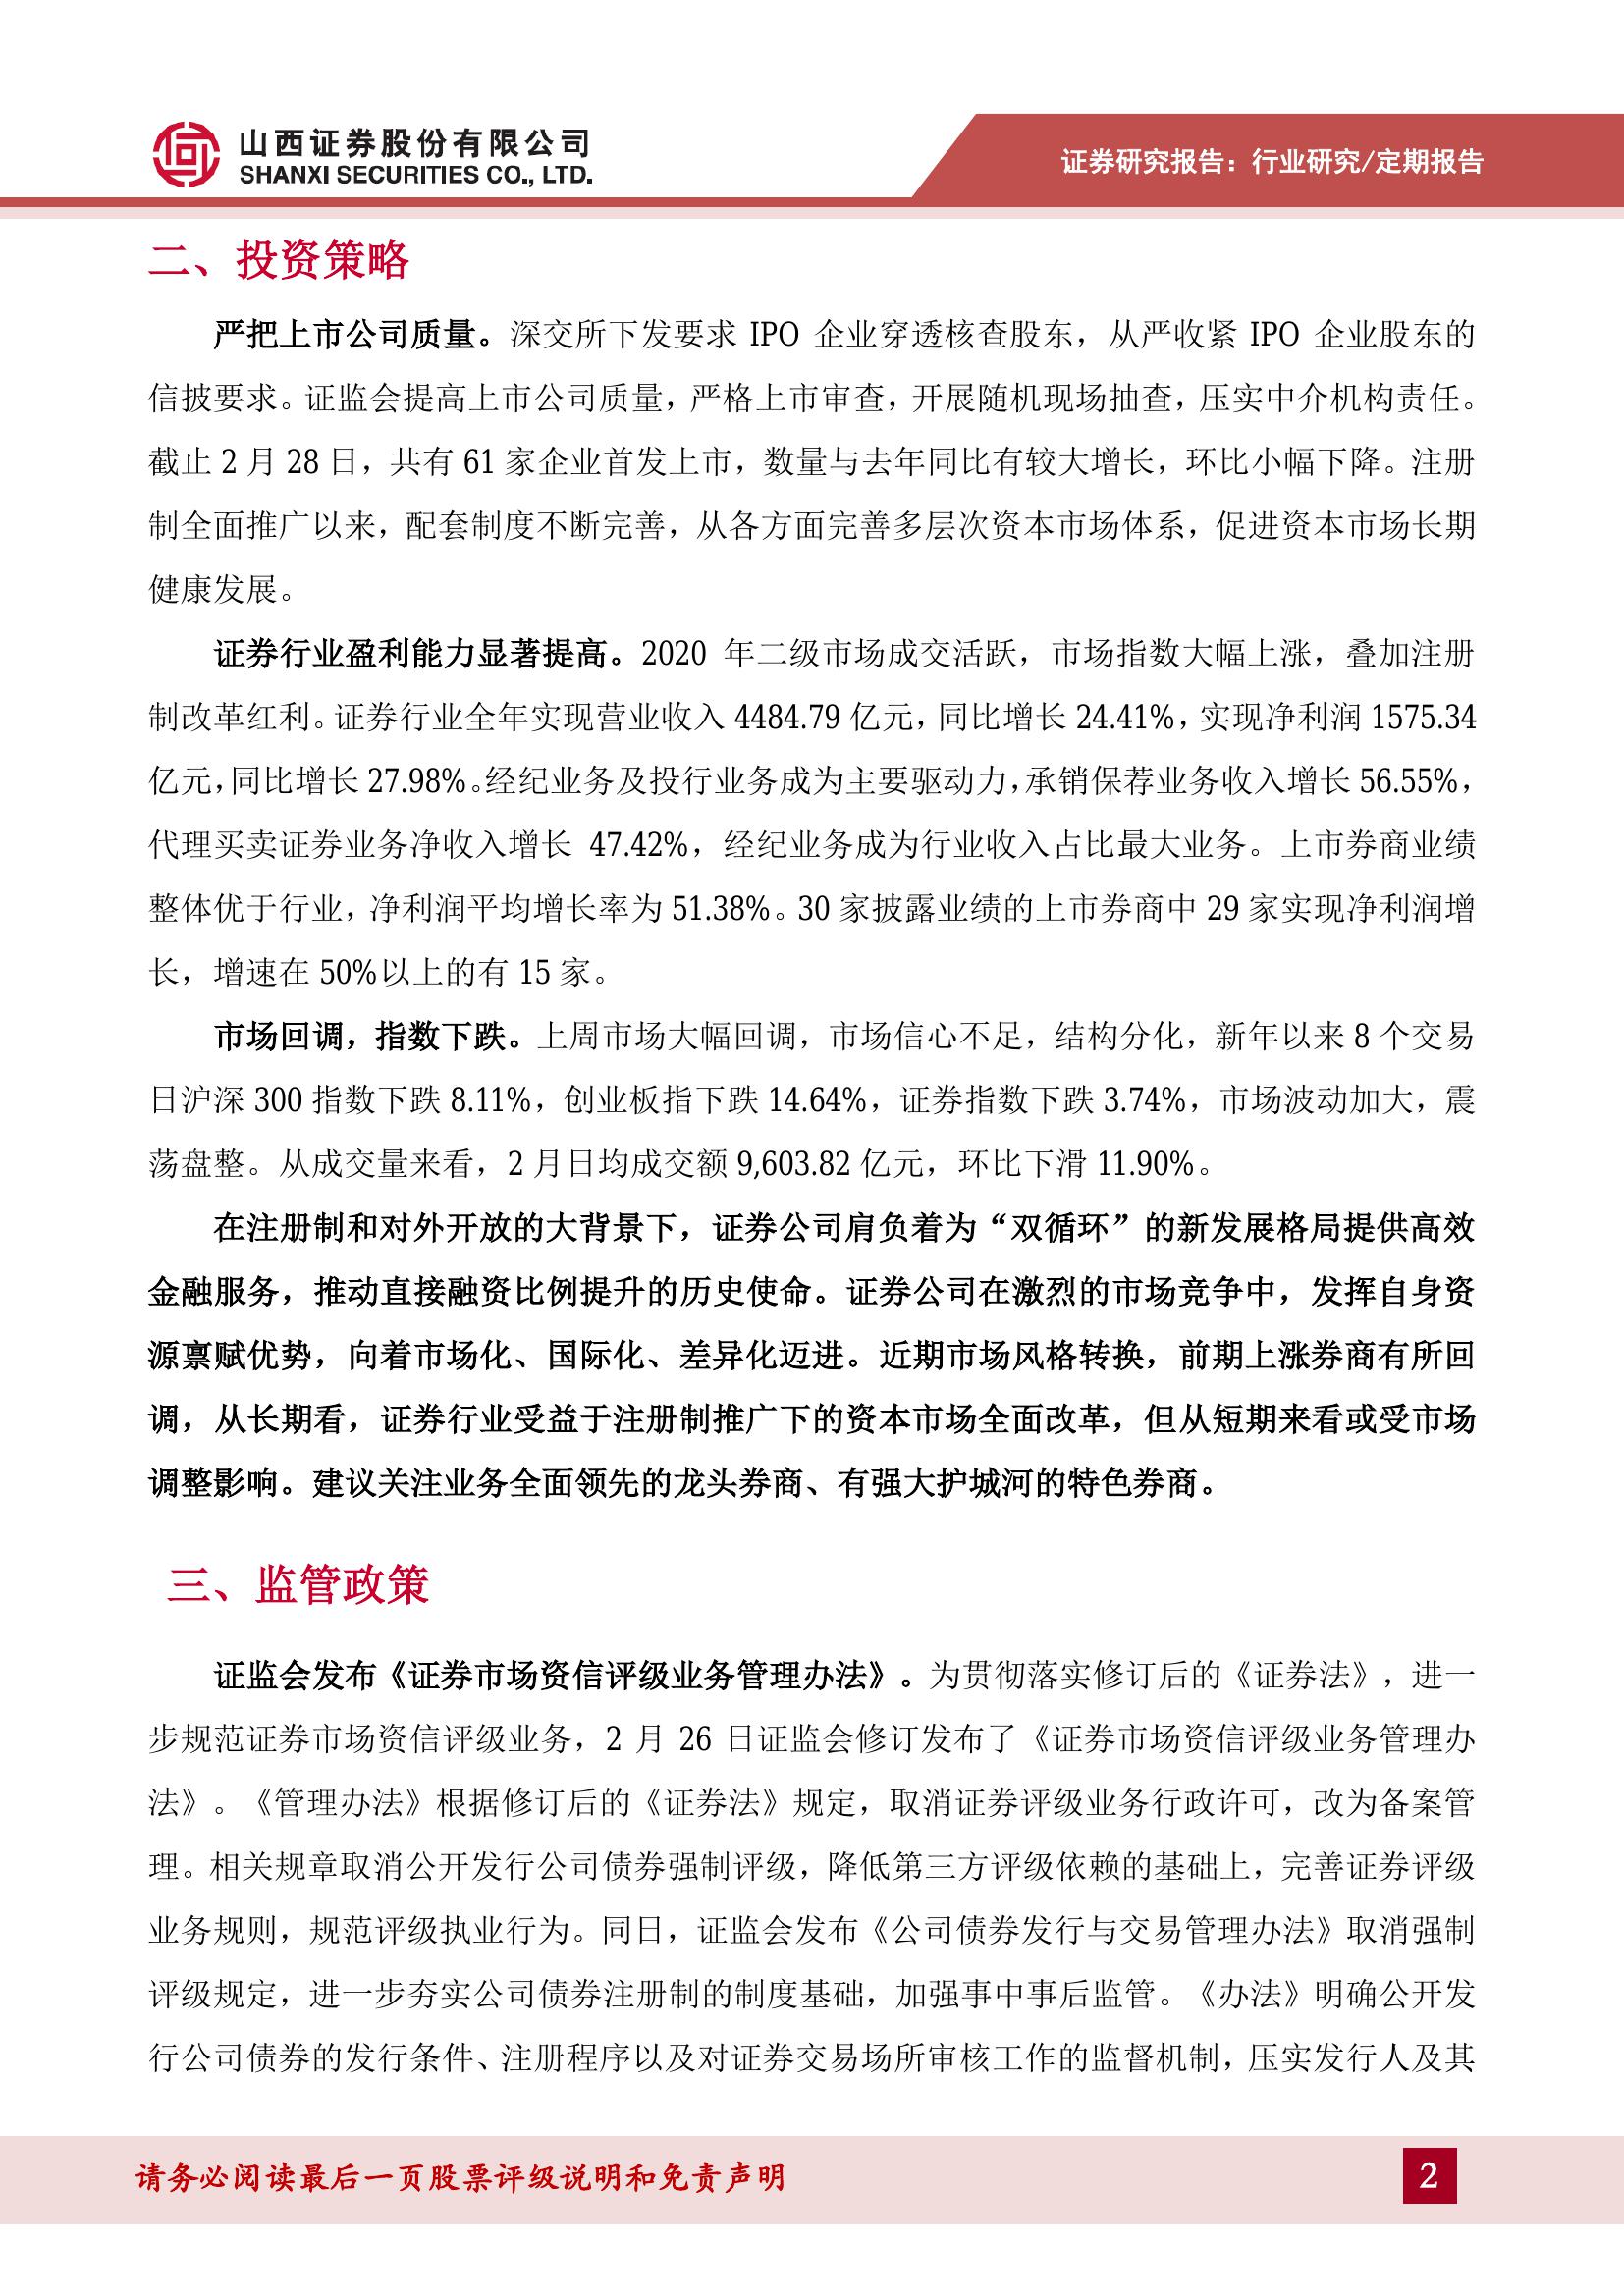 山西证券股份有限公司
SHANXI SECURITIES CO., LTD.
证券研究报告：行业研究/定期报告
二、投资策略
严把上市公司质量。深交所下发要求 IPO 企业穿透核查股东，从严收紧 IPO 企业股东的
信披要求。证监会提高上市公司质量，严格上市审查，开展随机现场抽查，压实中介机构责任。
截止 2 月 28 日，共有 61 家企业首发上市，数量与去年同比有较大增长，环比小幅下降。注册
制全面推广以来，配套制度不断完善，从各方面完善多层次资本市场体系，促进资本市场长期
健康发展。
证券行业盈利能力显著提高。2020 年二级市场成交活跃，市场指数大幅上涨，叠加注册
制改革红利。证券行业全年实现营业收入 4484.79 亿元，同比增长 24.41%，实现净利润 1575.34
亿元，同比增长 27.98%。经纪业务及投行业务成为主要驱动力，承销保荐业务收入增长 56.55%，
代理买卖证券业务净收入增长 47.42%，经纪业务成为行业收入占比最大业务。上市券商业绩
整体优于行业，净利润平均增长率为 51.38%。30 家披露业绩的上市券商中 29 家实现净利润增
长，增速在 50%以上的有 15 家。
市场回调，指数下跌。上周市场大幅回调，市场信心不足，结构分化，新年以来 8 个交易
日沪深 300 指数下跌 8.11%，创业板指下跌 14.64%，证券指数下跌 3.74%，市场波动加大，震
荡盘整。从成交量来看，2 月日均成交额 9,603.82 亿元，环比下滑 11.90%。
在注册制和对外开放的大背景下，证券公司肩负着为“双循环”的新发展格局提供高效
金融服务，推动直接融资比例提升的历史使命。证券公司在激烈的市场竞争中，发挥自身资
源禀赋优势，向着市场化、国际化、差异化迈进。近期市场风格转换，前期上涨券商有所回
调，从长期看，证券行业受益于注册制推广下的资本市场全面改革，但从短期来看或受市场
调整影响。建议关注业务全面领先的龙头券商、有强大护城河的特色券商。
三、监管政策
证监会发布《证券市场资信评级业务管理办法》。为贯彻落实修订后的《证券法》，进一
步规范证券市场资信评级业务，2 月 26 日证监会修订发布了《证券市场资信评级业务管理办
法》。《管理办法》根据修订后的《证券法》规定，取消证券评级业务行政许可，改为备案管
理。相关规章取消公开发行公司债券强制评级，降低第三方评级依赖的基础上，完善证券评级
业务规则，规范评级执业行为。同日，证监会发布《公司债券发行与交易管理办法》取消强制
评级规定，进一步夯实公司债券注册制的制度基础，加强事中事后监管。《办法》明确公开发
行公司债券的发行条件、注册程序以及对证券交易场所审核工作的监督机制，压实发行人及其
请务必阅读最后一页股票评级说明和免责声明
2